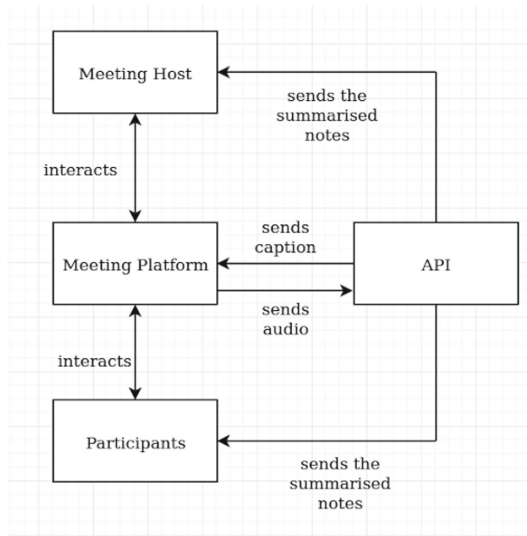 Meeting Host
sends the
summarised
notes
interacts
sends
caption
Meeting Platform
API
sends
audio
interacts
Participants
sends the
summarised
notes